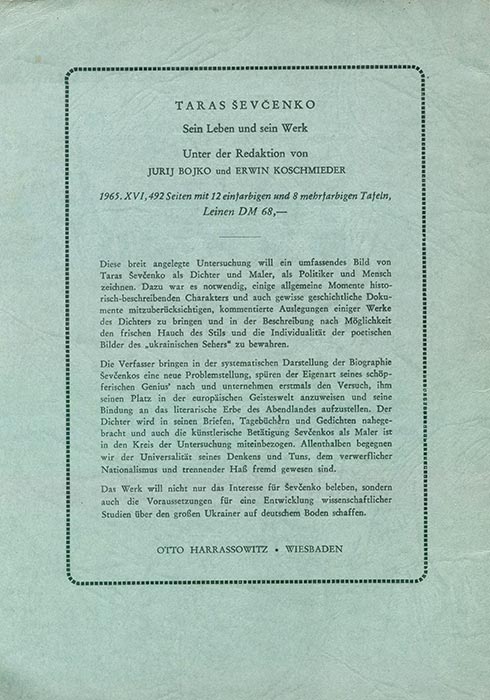 TARAS ŠEVČENKO
Sein Leben und sein Werk
Unter der Redaktion von
JURIJ BOJKO und ERWIN KOSCHMIEDER
1965. XVI, 492 Seiten mit 12 einfarbigen und 8 mehrfarbigen Tafeln,
Leinen DM 68,—
Diese breit angelegte Untersuchung will ein umfassendes Bild von
Taras Ševčenko als Dichter und Maler, als Politiker und Mensch
zeichnen. Dazu war es notwendig, einige allgemeine Momente histo-
risch-beschreibenden Charakters und auch gewisse geschichtliche Doku-
mente mitzuberücksichtigen, kommentierte Auslegungen einiger Werke
des Dichters zu bringen und in der Beschreibung nach Möglichkeit
den frischen Hauch des Stils und die Individualität der poetischen
Bilder des „ukrainischen Sehers" zu bewahren.
Die Verfasser bringen in der systematischen Darstellung der Biographie
Ševčenkos eine neue Problemstellung, spüren der Eigenart seines schöp-
ferischen Genius' nach und unternehmen erstmals den Versuch, ihm
seinen Platz in der europäischen Geisteswelt anzuweisen und seine
Bindung an das literarische Erbe des Abendlandes aufzustellen. Der
Dichter wird in seinen Briefen, Tagebüchern und Gedichten nahege-
bracht und auch die künstlerische Betätigung Ševčenkos als Maler ist
in den Kreis der Untersuchung miteinbezogen. Allenthalben begegnen
wir der Universalität seines Denkens und Tuns, dem verwerflicher
Nationalismus und trennender Haß fremd gewesen sind.
Das Werk will nicht nur das Interesse für Ševčenko beleben, sondern
auch die Voraussetzungen für eine Entwicklung wissenschaftlicher
Studien über den großen Ukrainer auf deutschem Boden schaffen.
OTTO HARRASSOWITZ • WIESBADEN